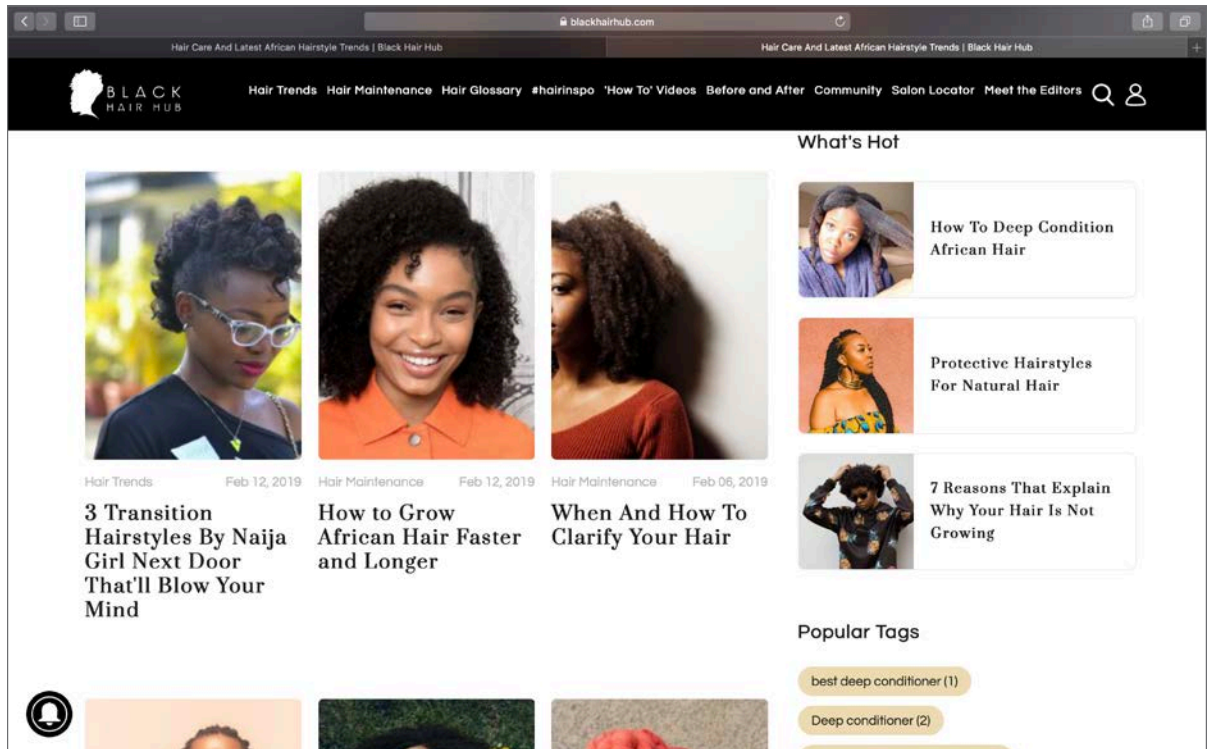 blackhairhub.com
Hair Care And Latest African Hairstyle Trends | Black Hair Hub
Hair Care And Latest African Hairstyle Trends | Black Hair Hub
BLACK
HAIR HUB
Hair Trends Hair Maintenance Hair Glossary #hairinspo 'How To' Videos Before and After Community Salon Locator Meet the Editors
Hair Trends Feb 12, 2019
3 Transition
Hairstyles By Naija
Girl Next Door
That'll Blow Your
Mind
Hair Maintenance Feb 12, 2019
How to Grow
African Hair Faster
and Longer
Hair Maintenance Feb 06, 2019
When And How To
Clarify Your Hair
What's Hot
How To Deep Condition
African Hair
Protective Hairstyles
For Natural Hair
7 Reasons That Explain
Why Your Hair Is Not
Growing
Popular Tags
best deep conditioner (1)
Deep conditioner (2)